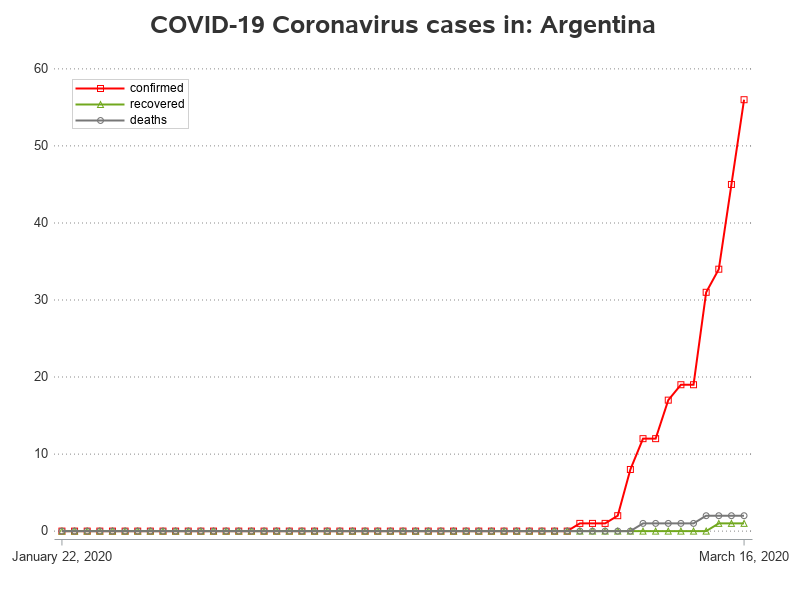 COVID-19 Coronavirus cases in: Argentina
60
confirmed
recovered
deaths
50
40
30
20
10
0
January 22, 2020
March 16, 2020